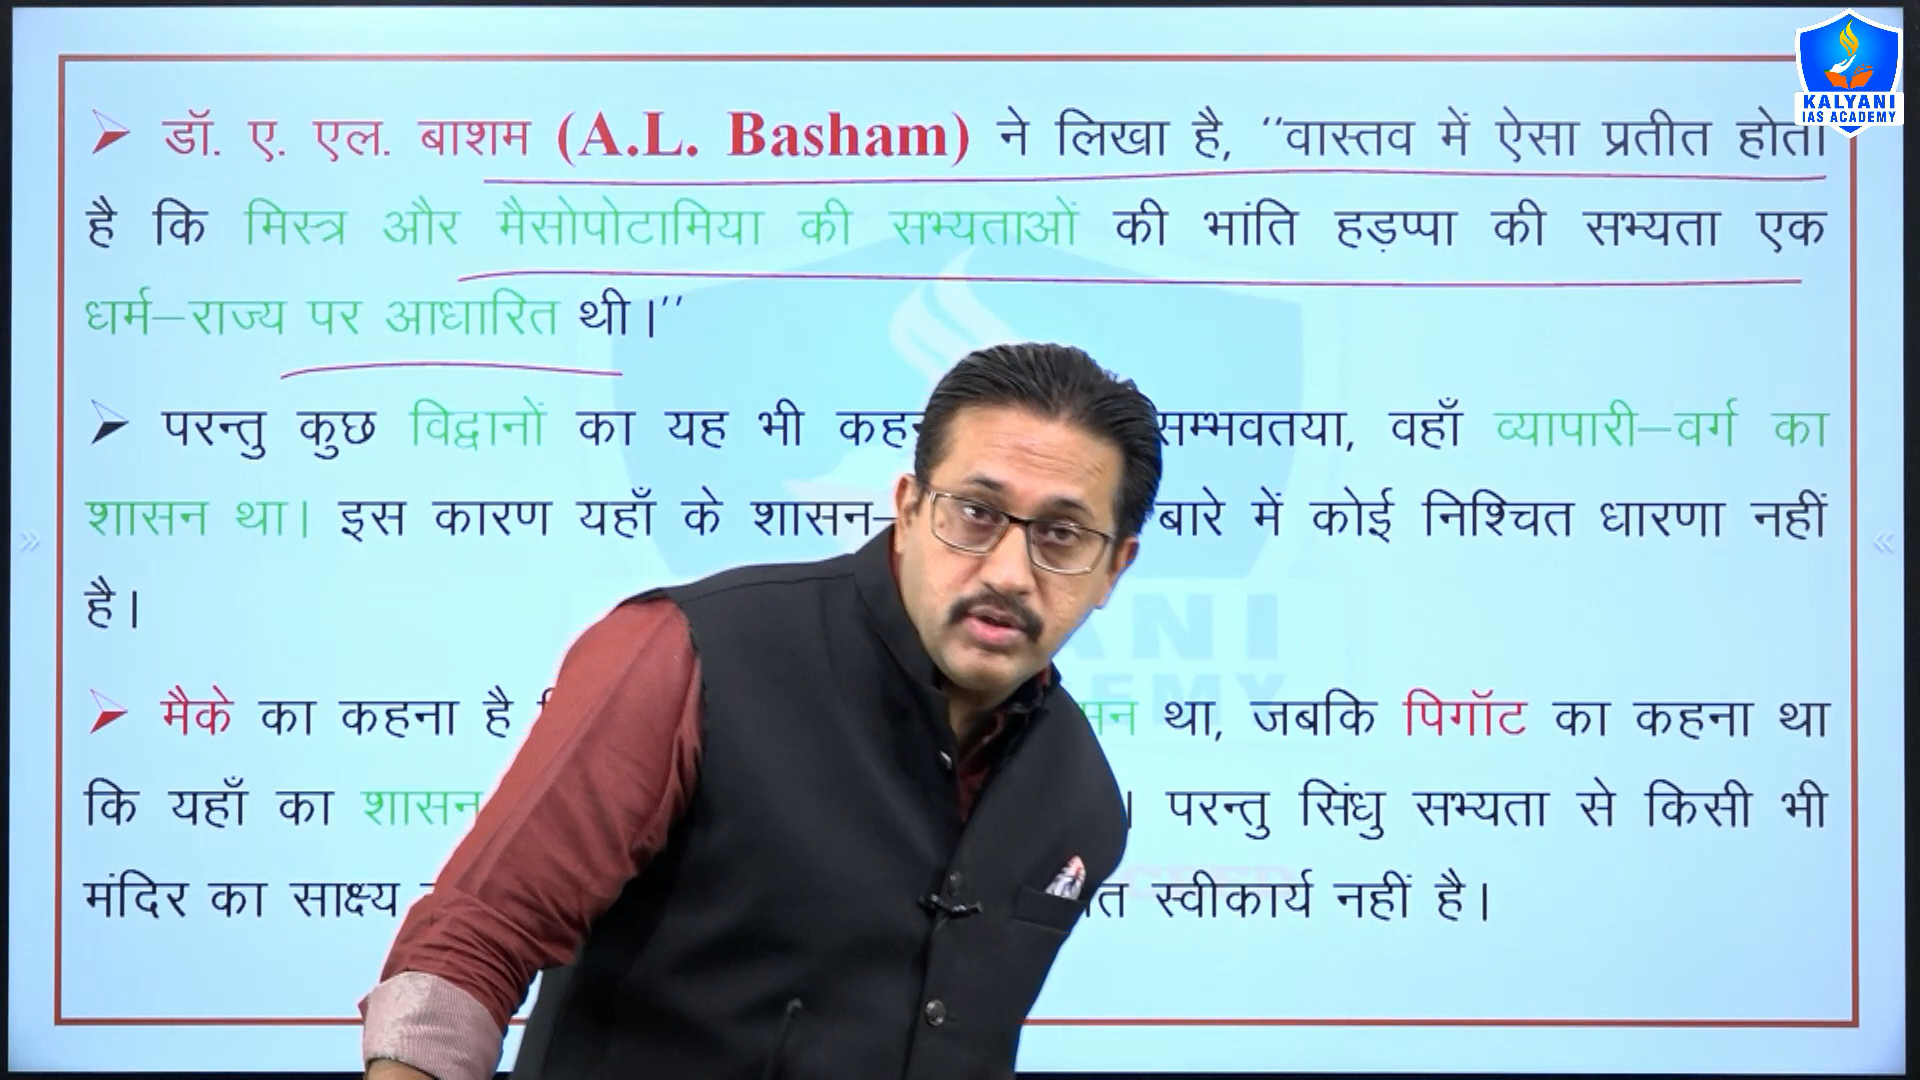 KALYANI
IAS ACADEMY
➢ डॉ. ए. एल. बाशम (A.L. Basham) ने लिखा है, ‘‘वास्तव में ऐसा प्रतीत होता
है कि मिस्त्र और मैसोपोटामिया की सभ्यताओं की भांति हड़प्पा की सभ्यता एक
धर्म–राज्य पर आधारित थी।’’
➢ परन्तु कुछ विद्वानों का यह भी सम्भवतया, वहाँ व्यापारी–वर्ग का
शासन था। इस कारण यहाँ के शासन– बारे में कोई निश्चित धारणा नहीं
है।
➢ मैके का कहना है था, जबकि पिगॉट का कहना था
कि यहाँ का शासन परन्तु सिंधु सभ्यता से किसी भी
मंदिर का साक्ष्य स्वीकार्य नहीं है।